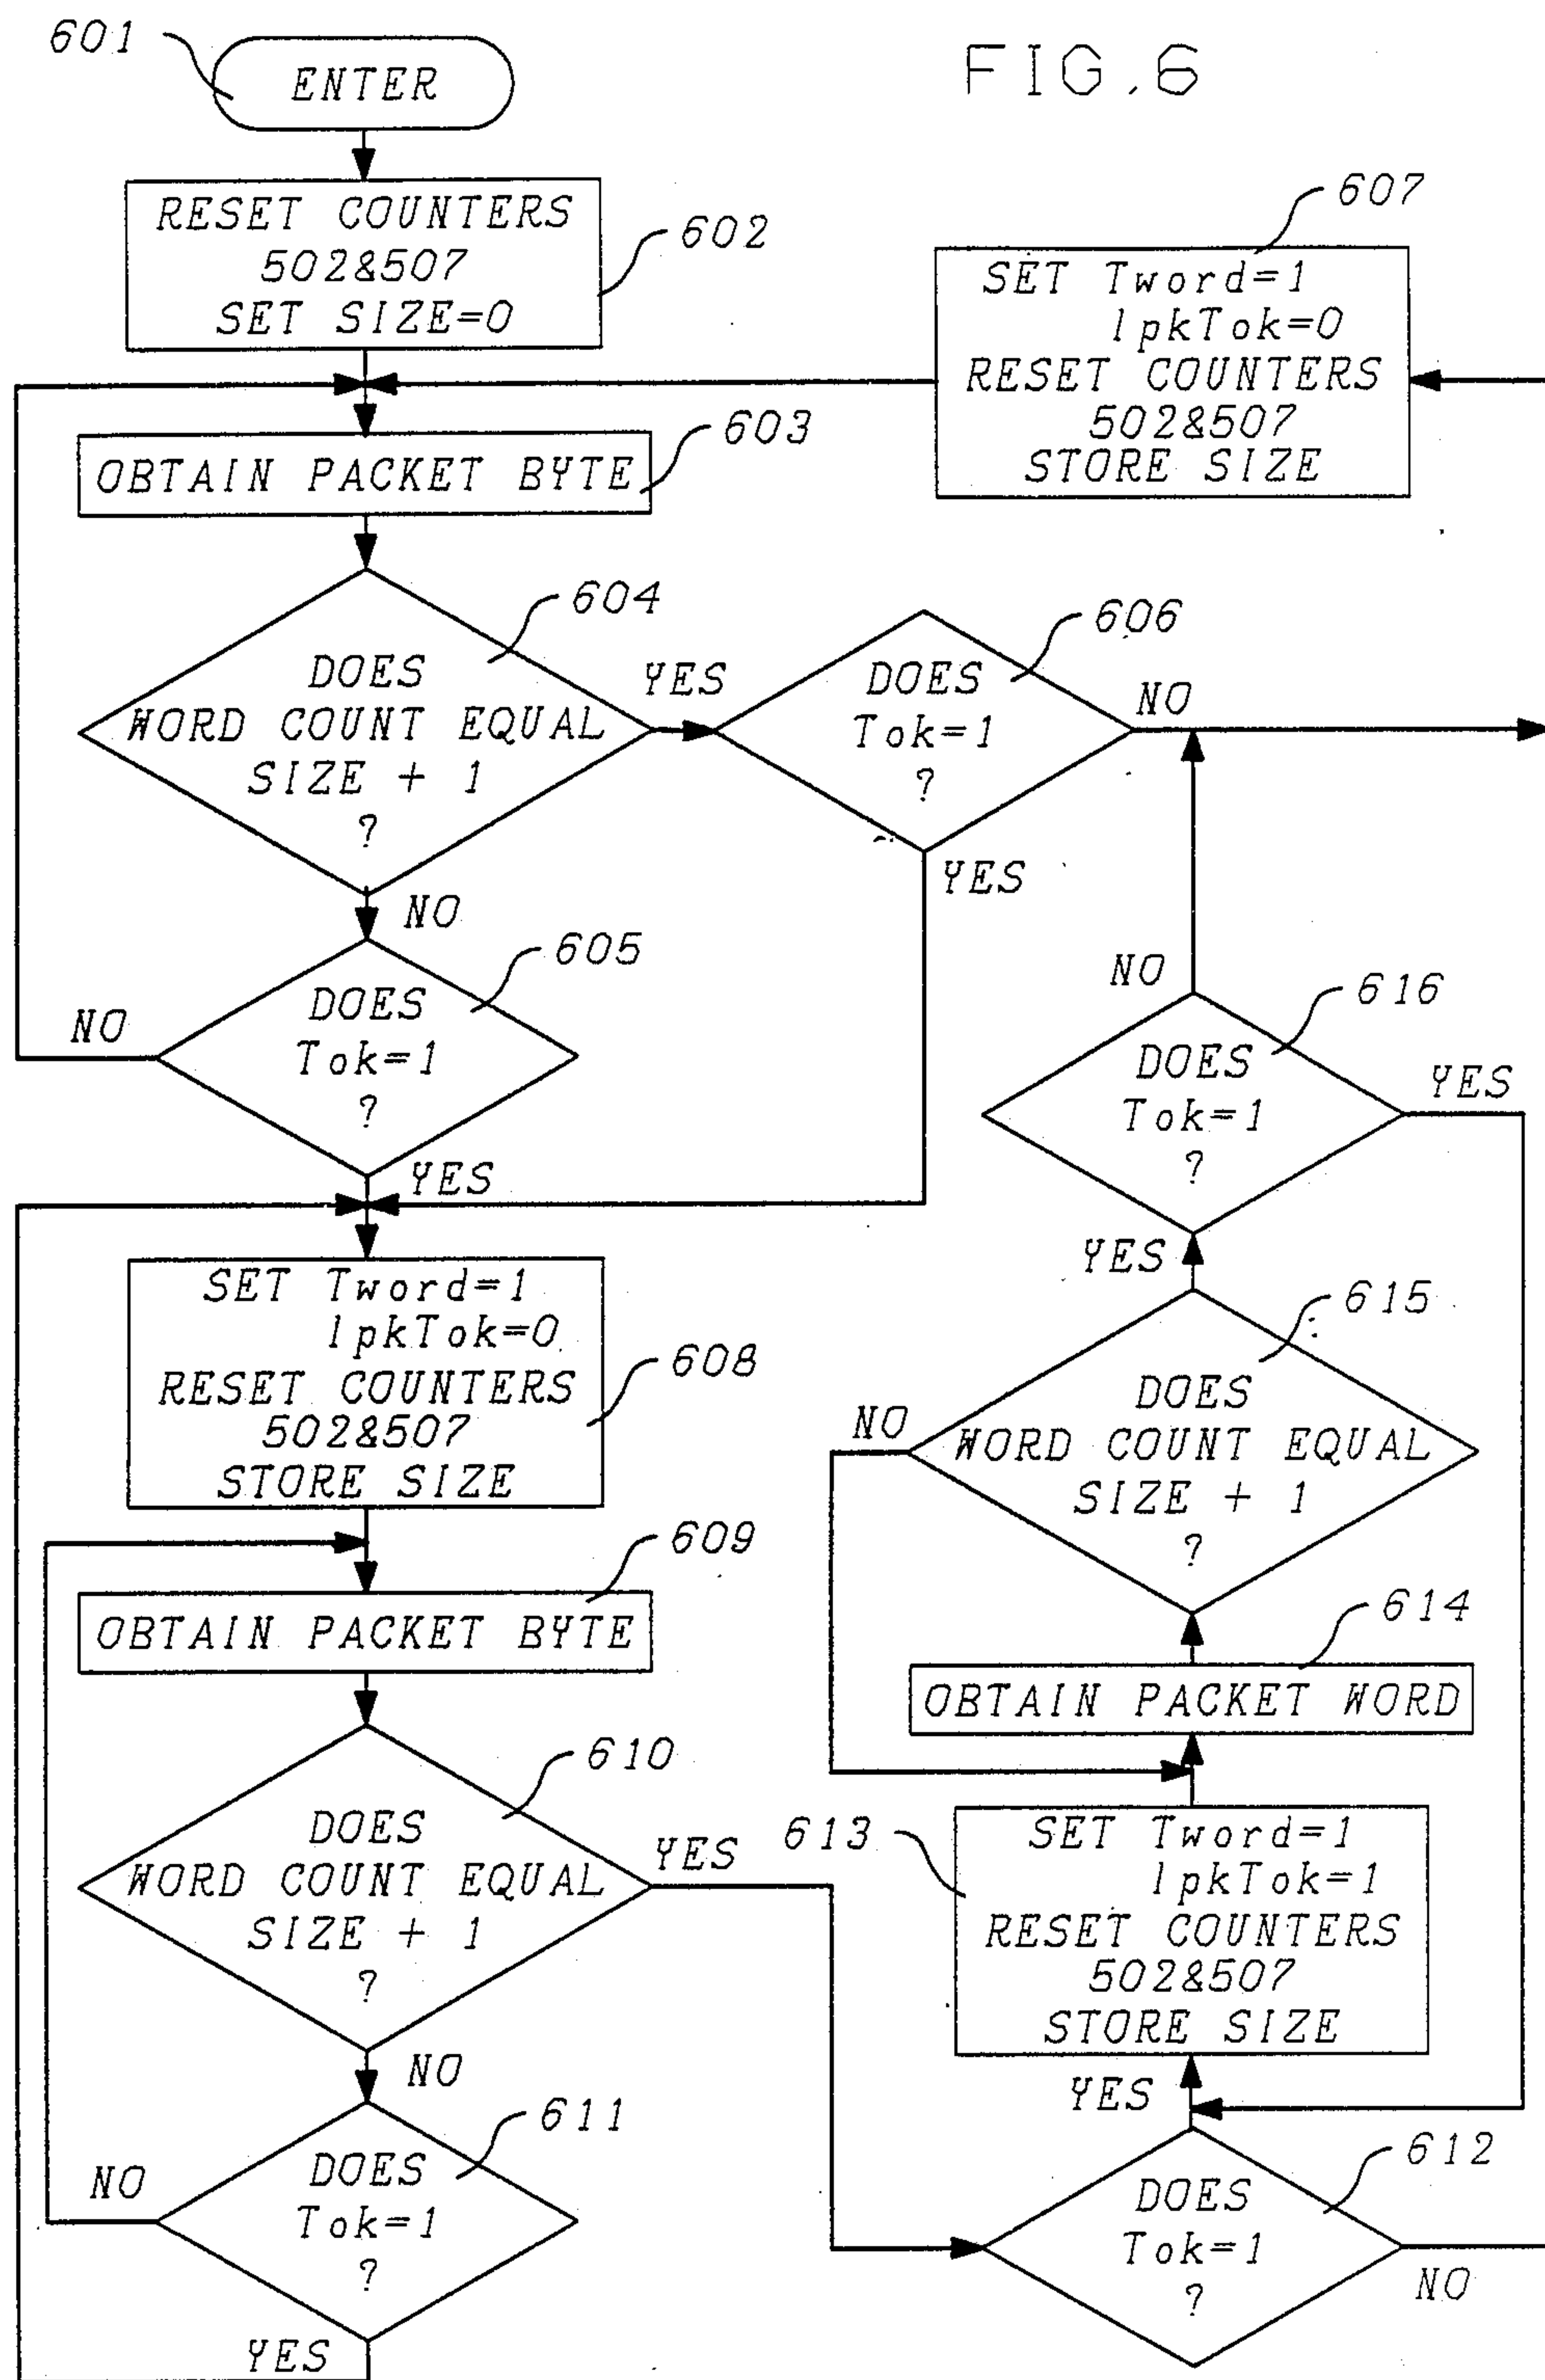 FIG.6
601
ENTER
RESET COUNTERS
502&507
SET SIZE=0
602
607
SET Tword=1
lpkTok=0
RESET COUNTERS
502&507
STORE SIZE
603
OBTAIN PACKET BYTE
604
DOES
WORD COUNT EQUAL
SIZE + 1
?
YES
NO
606
DOES
Tok=1
?
NO
YES
605
DOES
Tok=1
?
NO
YES
616
DOES
Tok=1
?
NO
YES
YES
SET Tword=1
lpkTok=0
RESET COUNTERS
502&507
STORE SIZE
608
615
DOES
WORD COUNT EQUAL
SIZE + 1
?
NO
609
OBTAIN PACKET BYTE
614
OBTAIN PACKET WORD
610
DOES
WORD COUNT EQUAL
SIZE + 1
?
YES
NO
613
SET Tword=1
lpkTok=1
RESET COUNTERS
502&507
STORE SIZE
YES
611
DOES
Tok=1
?
NO
YES
612
DOES
Tok=1
?
NO